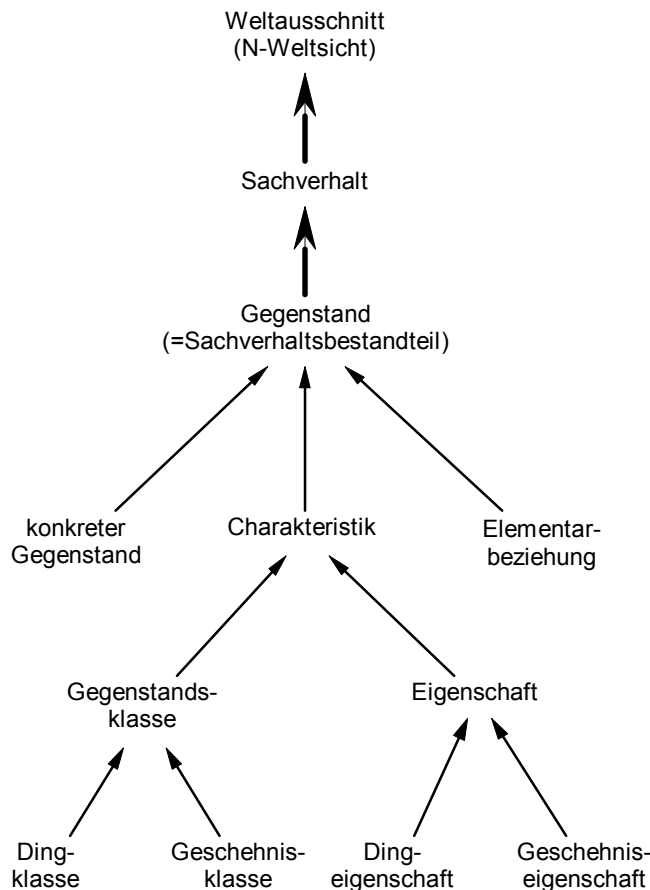 Weltausschnitt
(N-Weltsicht)
Sachverhalt
Gegenstand
(=Sachverhaltsbestandteil)
konkreter
Gegenstand
Charakteristik
Elementar-
beziehung
Gegenstands-
klasse
Eigenschaft
Ding-
klasse
Geschehnis-
klasse
Ding-
eigenschaft
Geschehnis-
eigenschaft